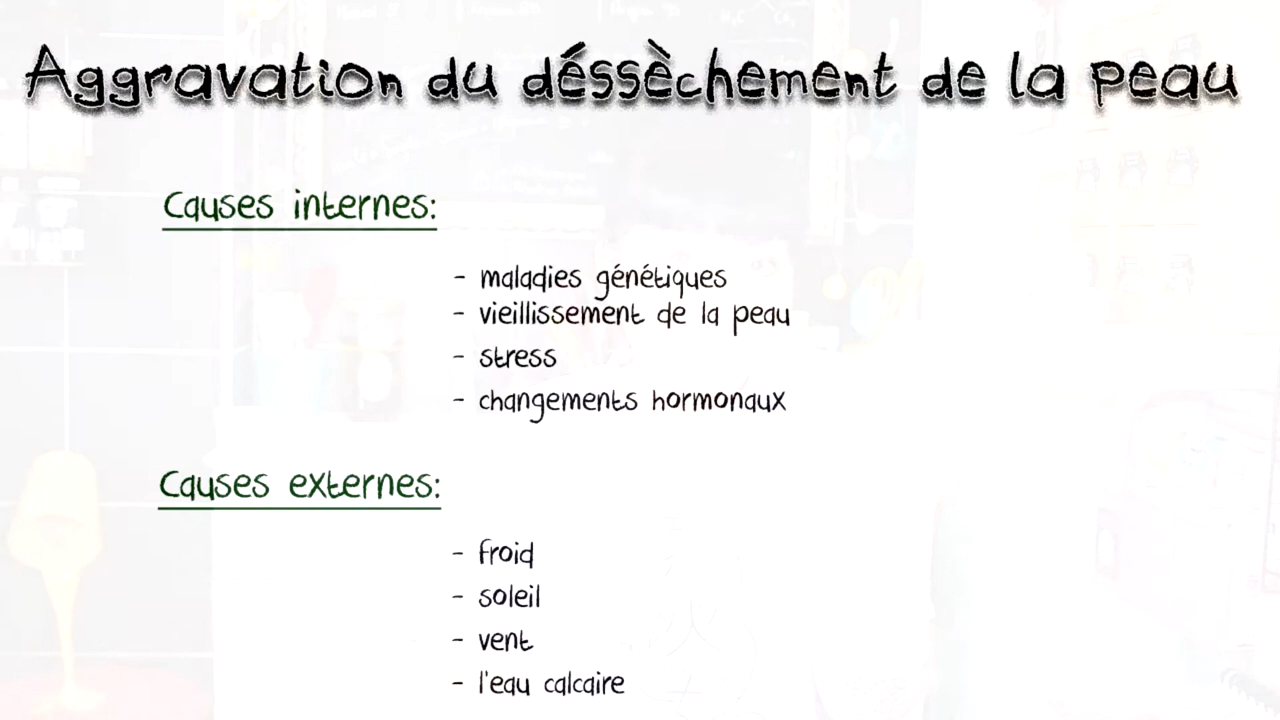 Aggravation du déssèchement de la peau
Causes internes:
- maladies génétiques
- vieillissement de la peau
- stress
- changements hormonaux
Causes externes:
- froid
- soleil
- vent
- l'eau calcaire